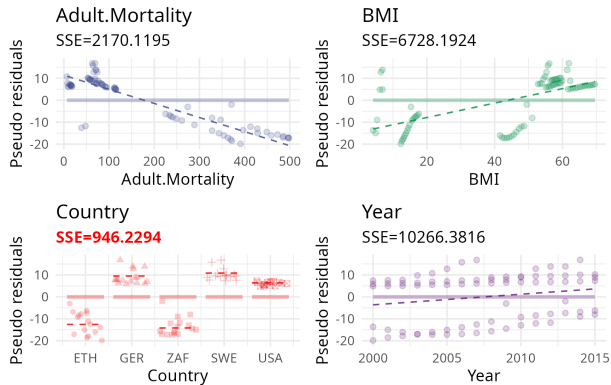 Adult.Mortality
SSE=2170.1195
Pseudo residuals
10
0
-10
-20
0 100 200 300 400 500
Adult.Mortality
BMI
SSE=6728.1924
Pseudo residuals
10
0
-10
-20
20 40 60
BMI
Country
SSE=946.2294
Pseudo residuals
10
0
-10
-20
ETH GER ZAF SWE USA
Country
Year
SSE=10266.3816
Pseudo residuals
10
0
-10
-20
2000 2005 2010 2015
Year